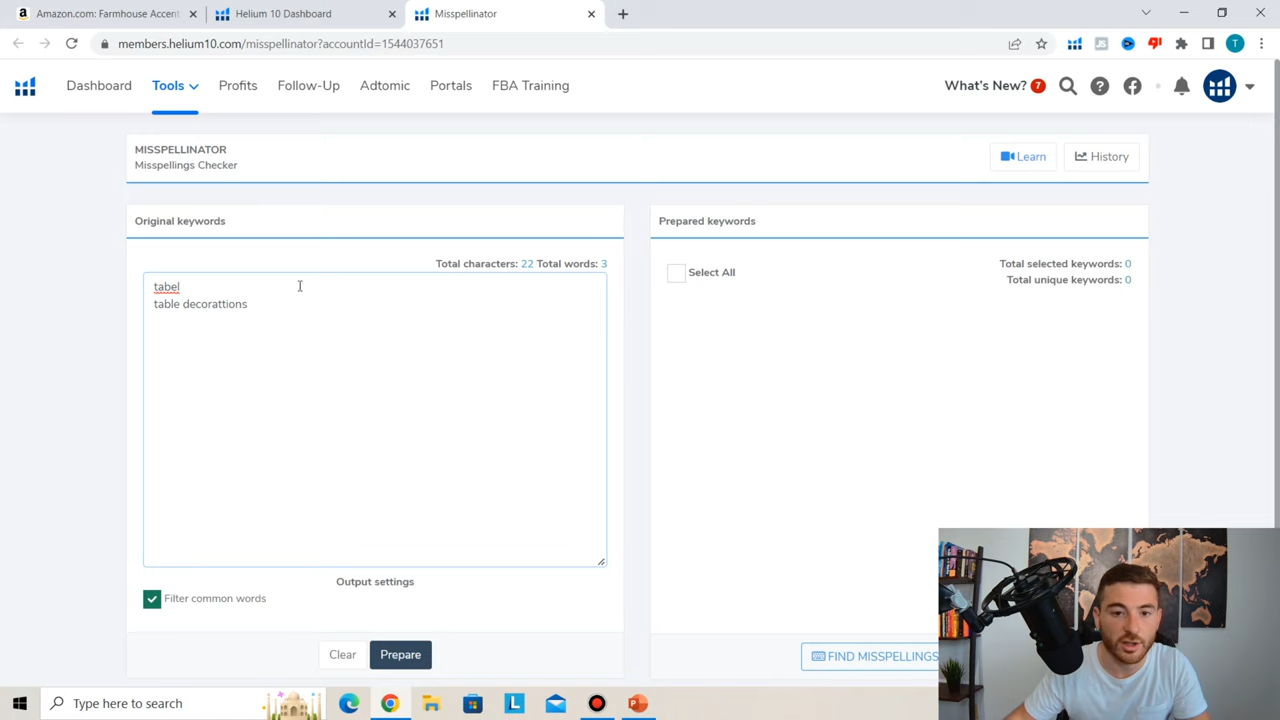 Amazon.com: Farmhouse Accent
Helium 10 Dashboard
Misspellinator
members.helium10.com/misspellinator?accountId=1544037651
T
Dashboard
Tools
Profits
Follow-Up
Adtomic
Portals
FBA Training
What's New? 7
MISSPELLINATOR
Misspellings Checker
Learn
History
Original keywords
Total characters: 22 Total words: 3
tabel
table decorattions
Output settings
Filter common words
Clear
Prepare
Prepared keywords
Select All
Total selected keywords: 0
Total unique keywords: 0
FIND MISSPELLINGS
Type here to search